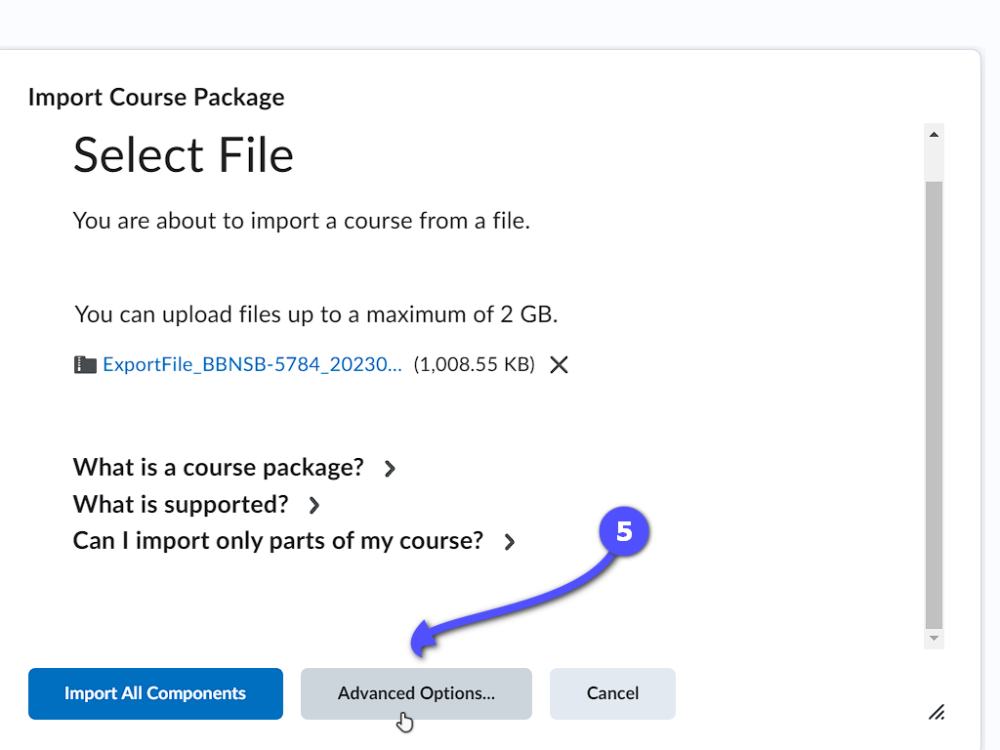 Import Course Package
Select File
You are about to import a course from a file.
You can upload files up to a maximum of 2 GB.
ExportFile_BBNSB-5784_20230... (1,008.55 KB)
What is a course package?
What is supported?
Can I import only parts of my course?
5
Import All Components
Advanced Options...
Cancel